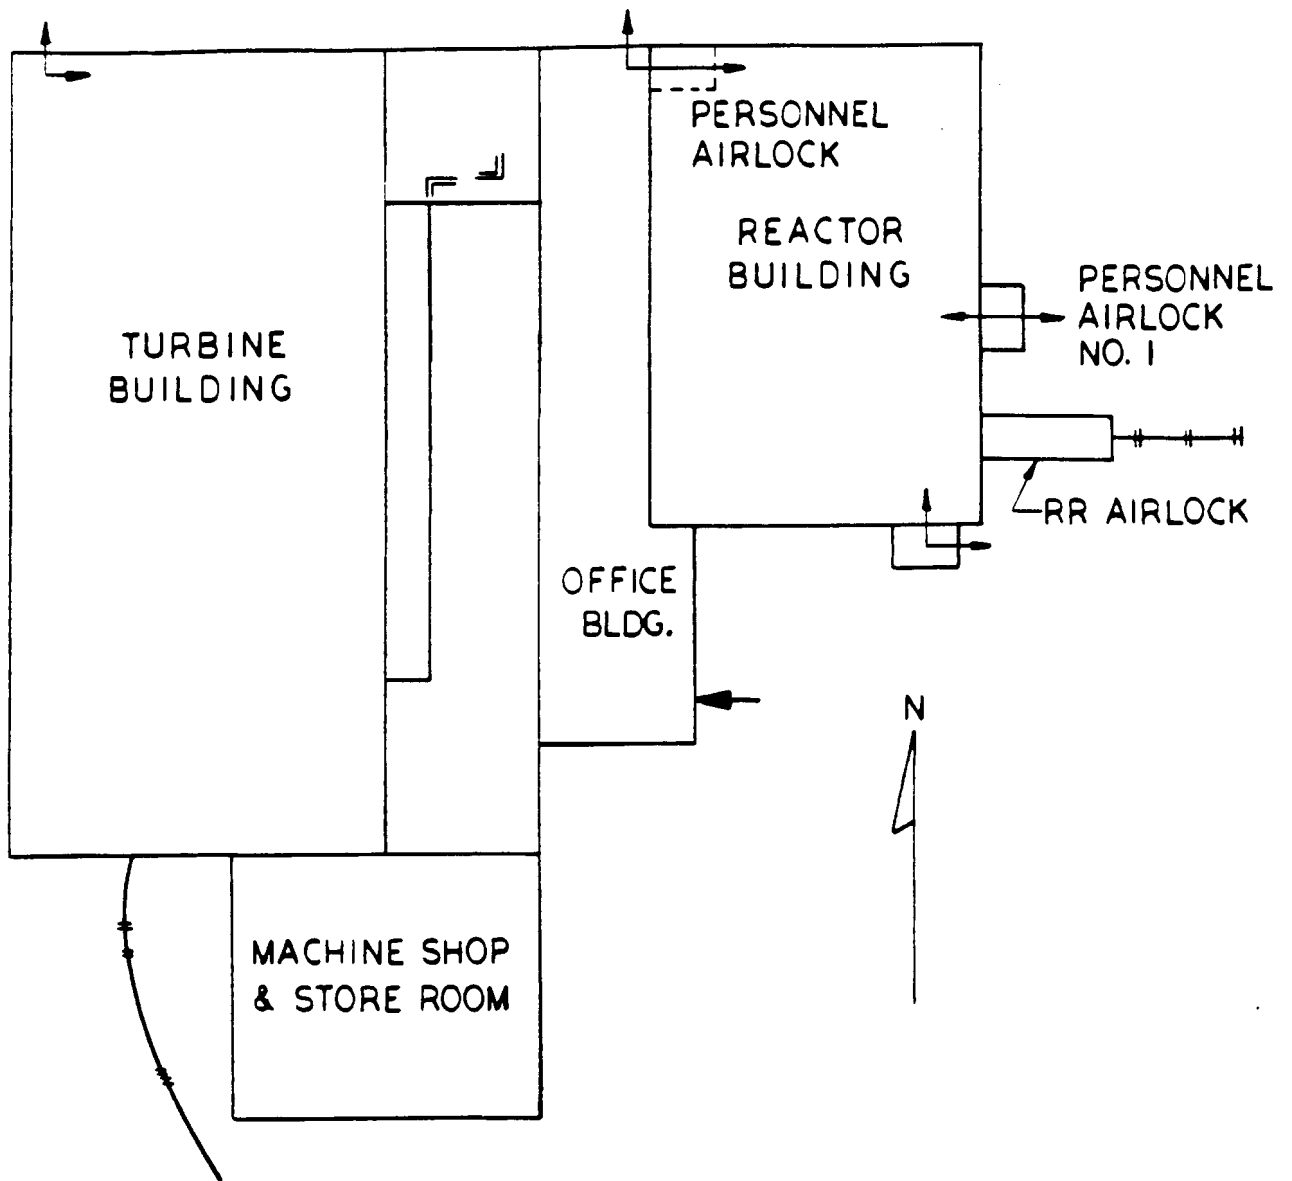 PERSONNEL
AIRLOCK
REACTOR
BUILDING
PERSONNEL
AIRLOCK
NO. 1
TURBINE
BUILDING
RR AIRLOCK
OFFICE
BLDG.
N
MACHINE SHOP
& STORE ROOM